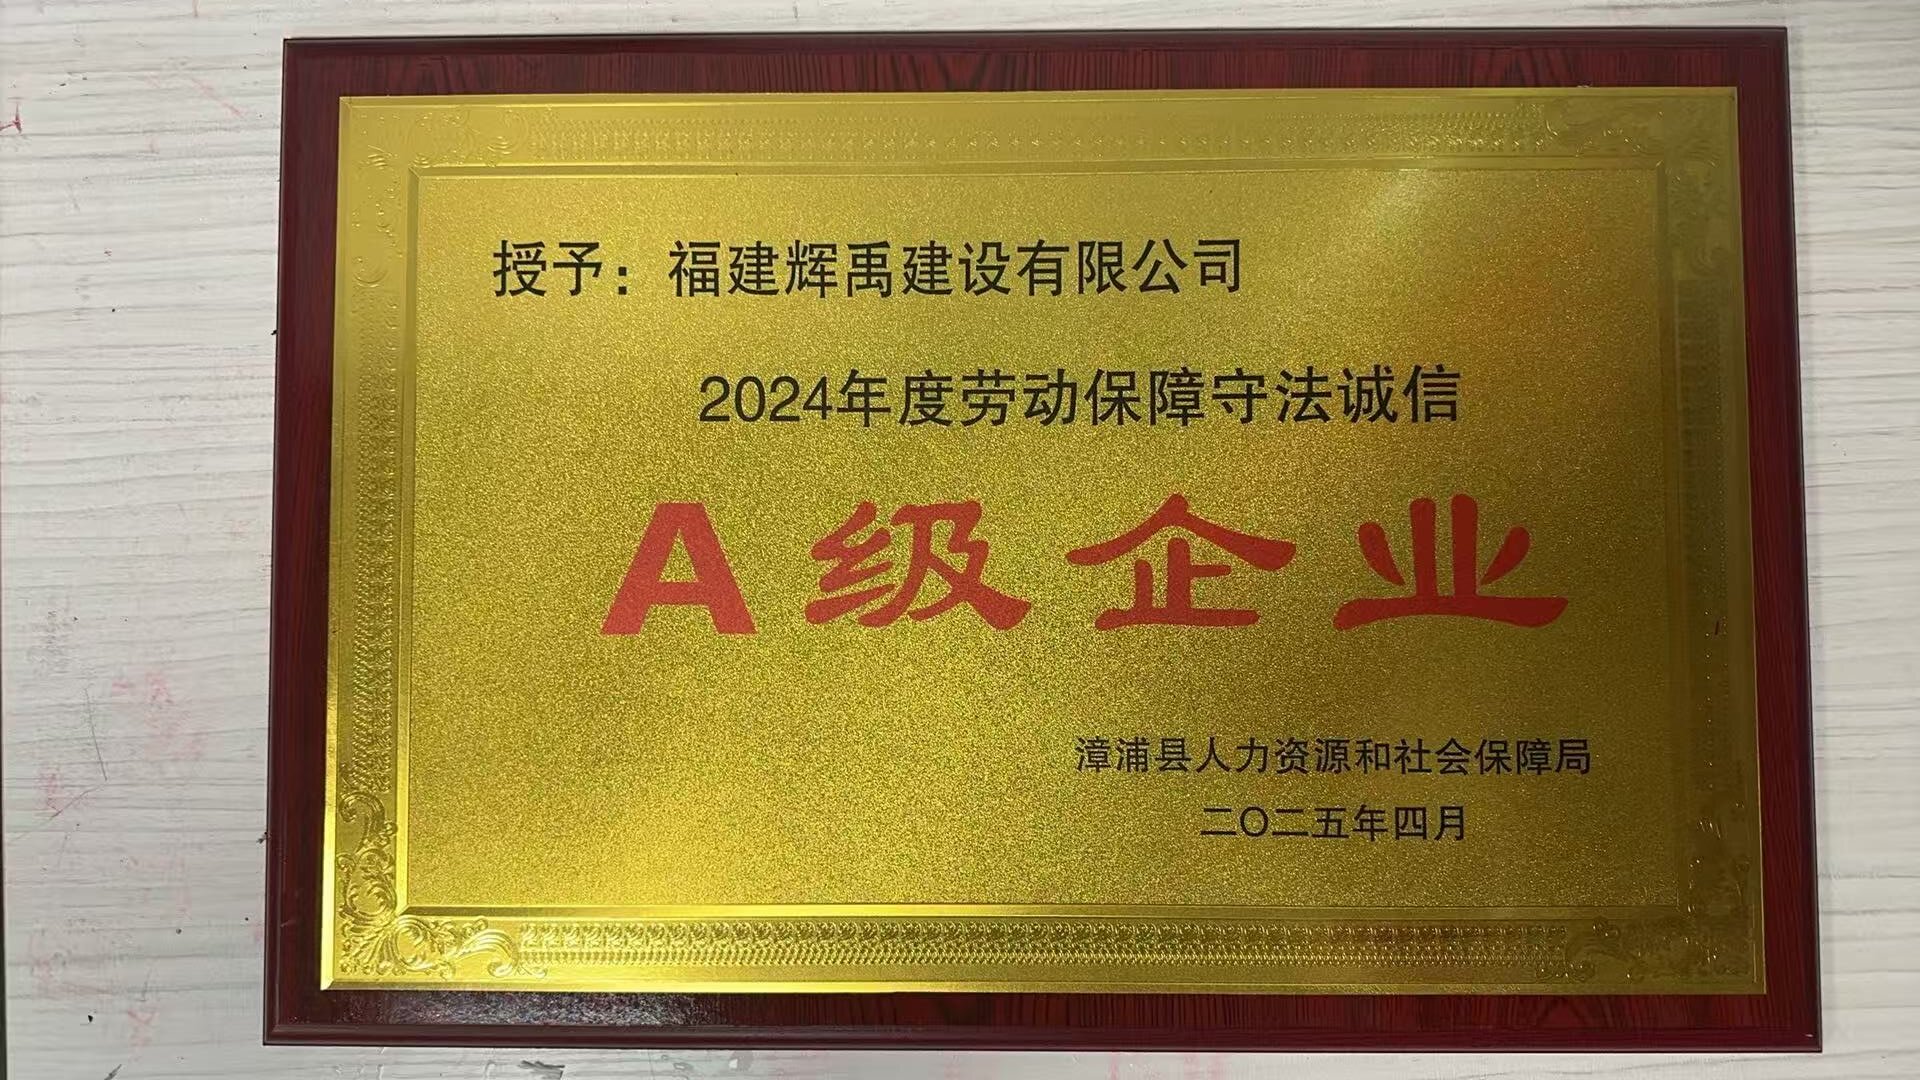 授予：福建辉禹建设有限公司
2024年度劳动保障守法诚信
A级企业
漳浦县人力资源和社会保障局
二〇二五年四月